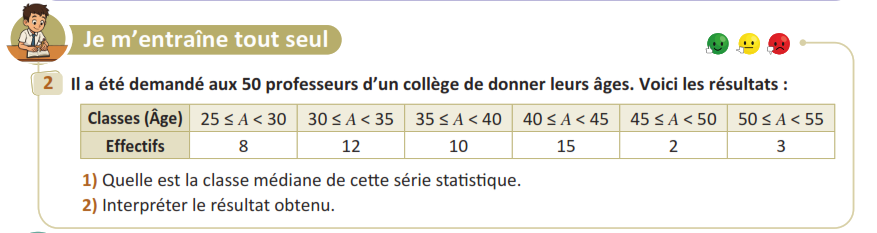 Je m'entraîne tout seul
2 Il a été demandé aux 50 professeurs d'un collège de donner leurs âges. Voici les résultats :
Classes (Âge) 25 ≤ A < 30 30 ≤ A < 35 35 ≤ A < 40 40 ≤ A < 45 45 ≤ A < 50 50 ≤ A < 55
Effectifs 8 12 10 15 2 3
1) Quelle est la classe médiane de cette série statistique.
2) Interpréter le résultat obtenu.